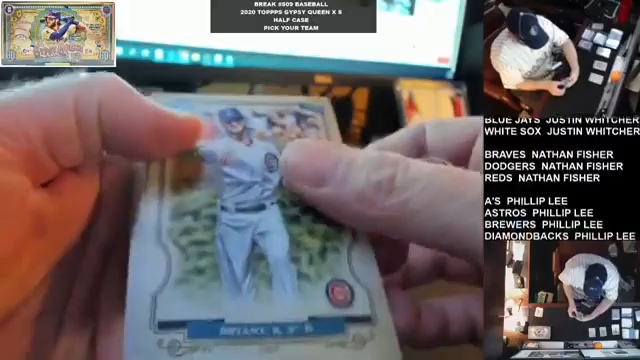 BREAK #509 BASEBALL
2020 TOPPPS GYPSY QUEEN X 5
HALF CASE
PICK YOUR TEAM
BLUE JAYS JUSTIN WHITCHER
WHITE SOX JUSTIN WHITCHER
BRAVES NATHAN FISHER
DODGERS NATHAN FISHER
REDS NATHAN FISHER
A'S PHILLIP LEE
ASTROS PHILLIP LEE
BREWERS PHILLIP LEE
DIAMONDBACKS PHILLIP LEE